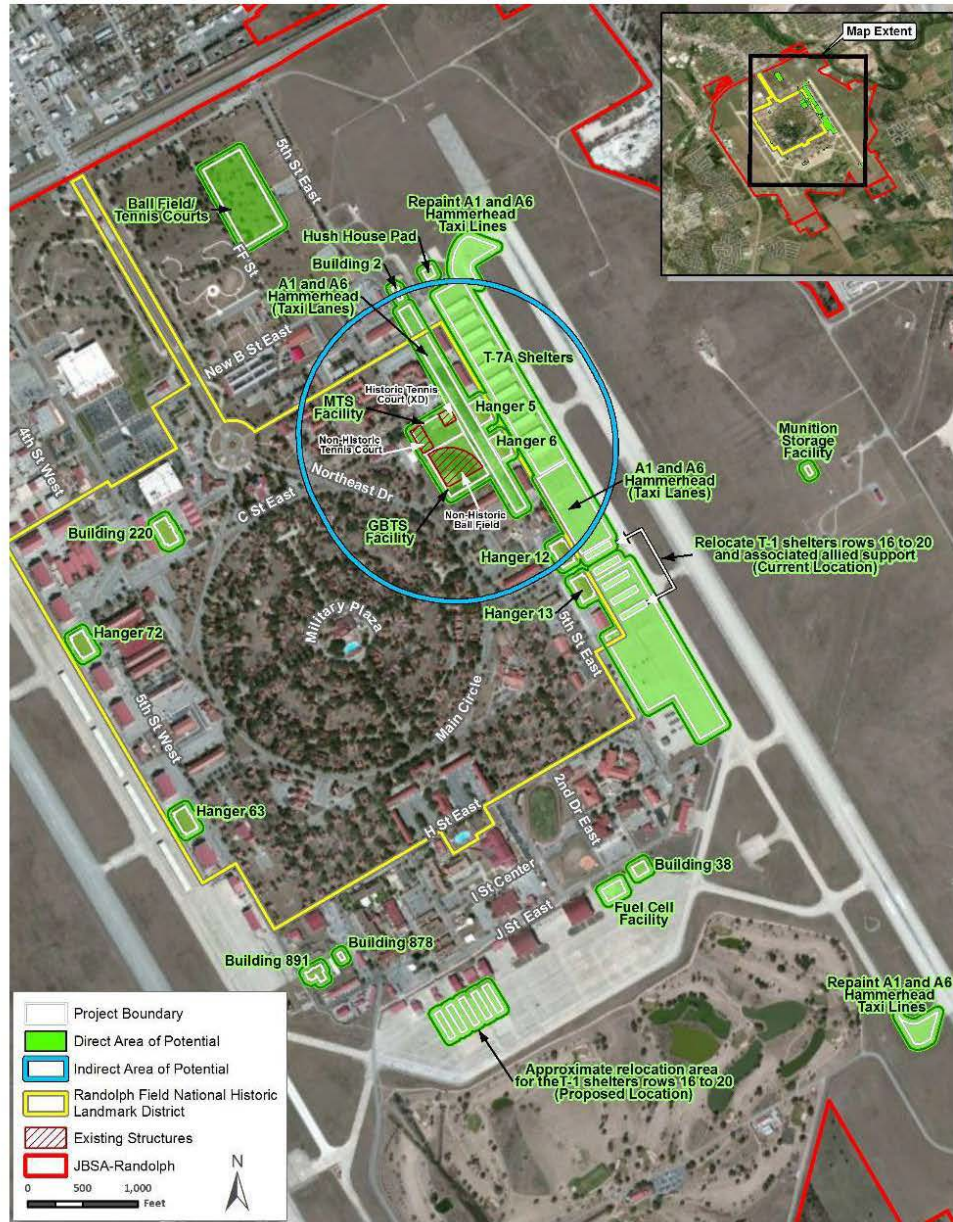 Map Extent
5th St East
Ball Field/
Tennis Courts
FF St
Repaint A1 and A6
Hammerhead
Taxi Lines
Hush House Pad
Building 2
A1 and A6
Hammerhead
(Taxi Lanes)
New B St East
T-7A Shelters
Historic Tennis
Court (XD)
MTS
Facility
Hanger 5
Non-Historic
Tennis Court
Hanger 6
Munition
Storage
Facility
4th St West
Northeast Dr
C St East
A1 and A6
Hammerhead
(Taxi Lanes)
GBTS
Facility
Non-Historic
Ball Field
Building 220
Hanger 12
Relocate T-1 shelters rows 16 to 20
and associated allied support
(Current Location)
Hanger 13
Military Plaza
5th St East
Hanger 72
5th St West
Main Circle
Hanger 63
H St East
2nd Dr East
I St Center
Building 38
Fuel Cell
Facility
J St East
Building 878
Building 891
Repaint A1 and A6
Hammerhead
Taxi Lines
Approximate relocation area
for the T-1 shelters rows 16 to 20
(Proposed Location)
Project Boundary
Direct Area of Potential
Indirect Area of Potential
Randolph Field National Historic
Landmark District
Existing Structures
JBSA-Randolph
N
0 500 1,000
Feet